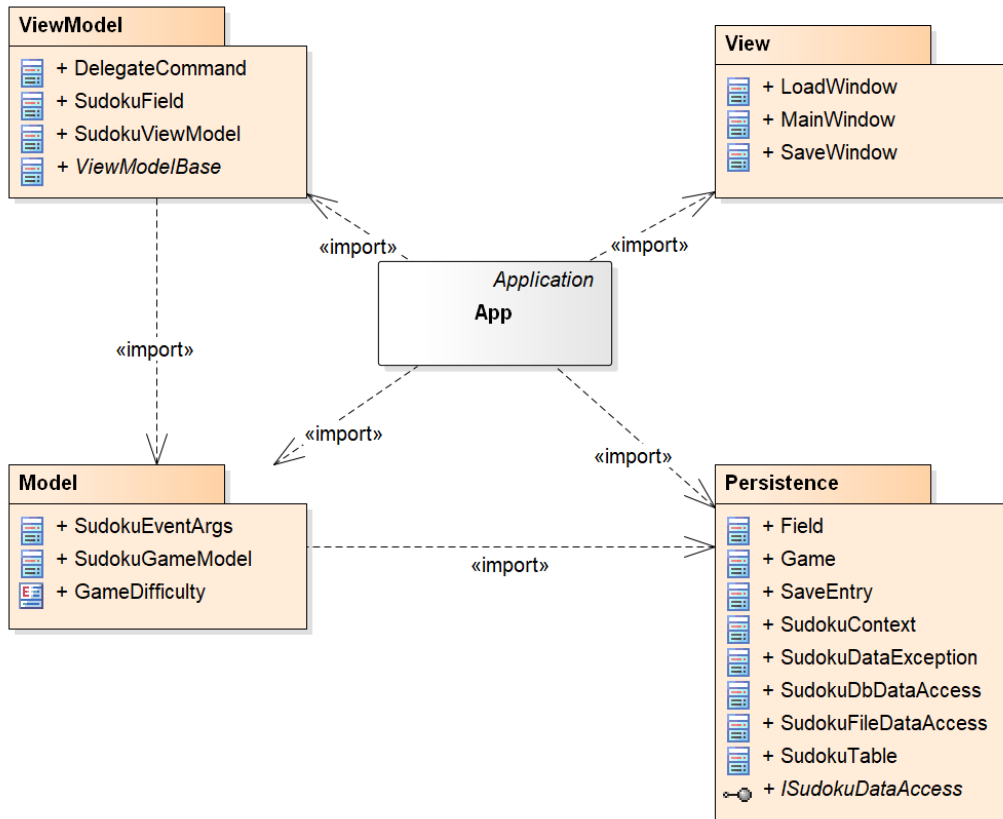 ViewModel
+ DelegateCommand
+ SudokuField
+ SudokuViewModel
+ ViewModelBase
View
+ LoadWindow
+ MainWindow
+ SaveWindow
«import»
«import»
Application
App
«import»
«import»
«import»
Model
+ SudokuEventArgs
+ SudokuGameModel
E
+ GameDifficulty
«import»
Persistence
+ Field
+ Game
+ SaveEntry
+ SudokuContext
+ SudokuDataException
+ SudokuDbDataAccess
+ SudokuFileDataAccess
+ SudokuTable
+ ISudokuDataAccess